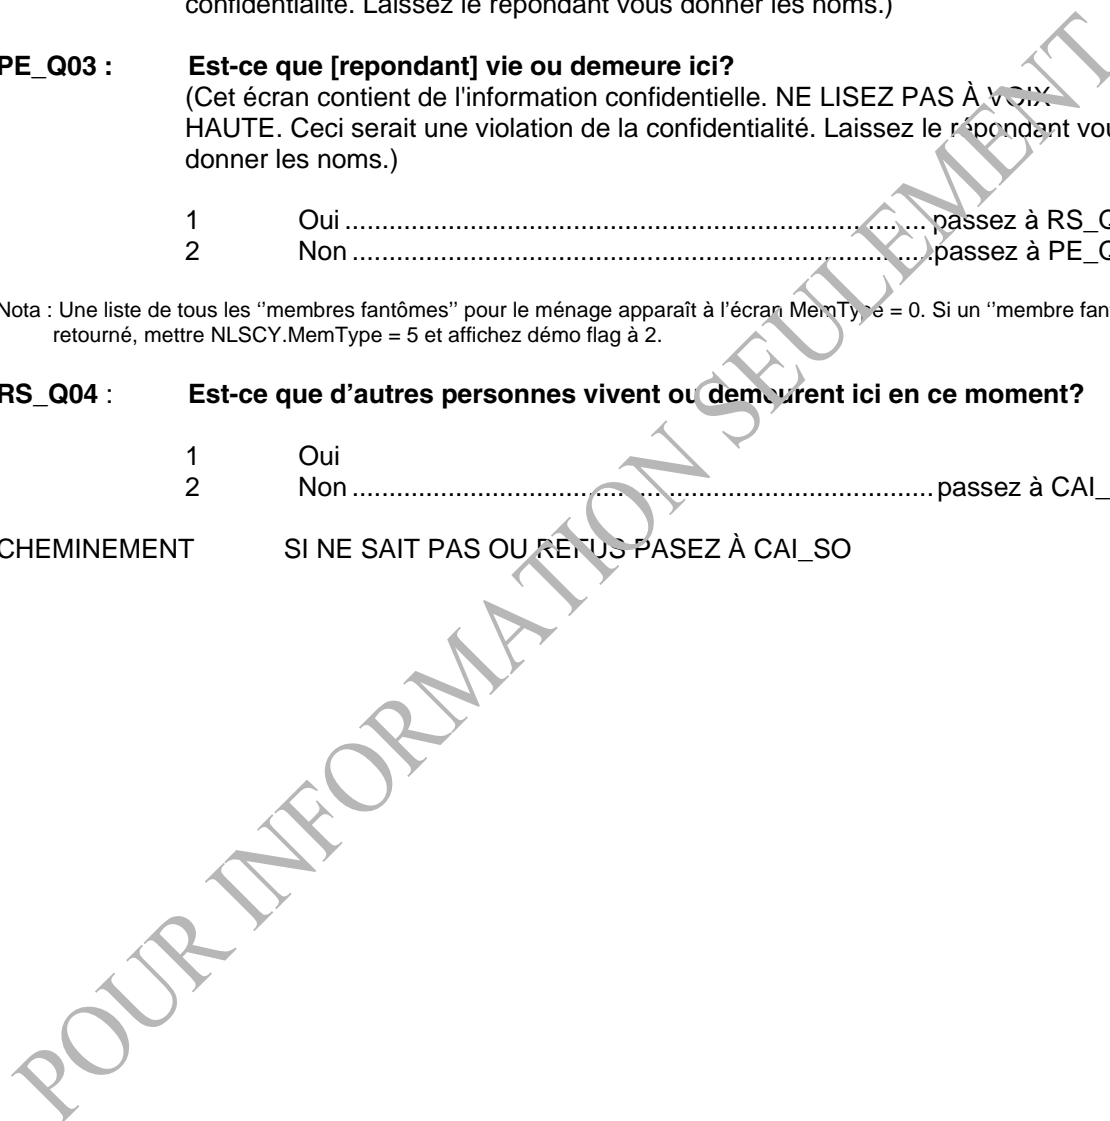 confidentialité. Laissez le répondant vous donner les noms.)
PE_Q03 : Est-ce que [repondant] vie ou demeure ici?
(Cet écran contient de l'information confidentielle. NE LISEZ PAS À VOIX
HAUTE. Ceci serait une violation de la confidentialité. Laissez le répondant vou
donner les noms.)
1 Oui ................................................................................ passez à RS_Q
2 Non ................................................................................passez à PE_Q
Nota : Une liste de tous les ‘’membres fantômes’’ pour le ménage apparaît à l’écran MemType = 0. Si un ‘’membre fan
retourné, mettre NLSCY.MemType = 5 et affichez démo flag à 2.
RS_Q04 : Est-ce que d’autres personnes vivent ou demeurent ici en ce moment?
1 Oui
2 Non ................................................................................ passez à CAI_
CHEMINEMENT SI NE SAIT PAS OU REFUS PASEZ À CAI_SO
POUR INFORMATION SEULEMENT